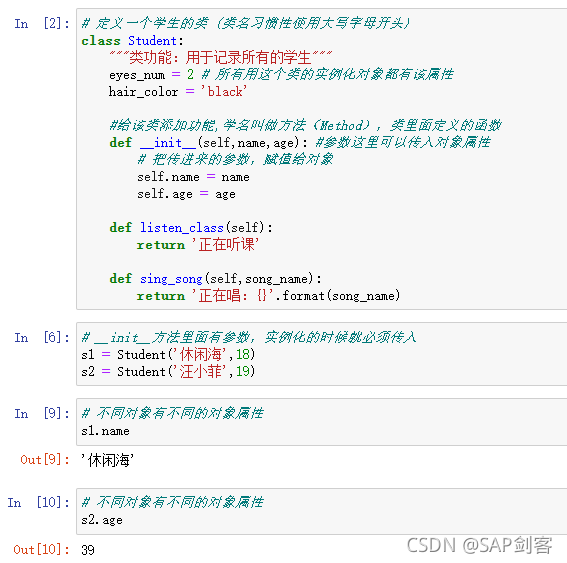 In [2]: # 定义一个学生的类 (类名习惯性使用大写字母开头)
class Student:
    """类功能：用于记录所有的学生"""
    eyes_num = 2 # 所有用这个类的实例化对象都有该属性
    hair_color = 'black'
    #给该类添加功能,学名叫做方法（Method），类里面定义的函数
    def __init__(self,name,age): #参数这里可以传入对象属性
        # 把传进来的参数，赋值给对象
        self.name = name
        self.age = age
    def listen_class(self):
        return '正在听课'
    def sing_song(self,song_name):
        return '正在唱：{}'.format(song_name)
In [6]: # __init__方法里面有参数，实例化的时候就必须传入
s1 = Student('休闲海',18)
s2 = Student('汪小菲',19)
In [9]: # 不同对象有不同的对象属性
s1.name
Out[9]: '休闲海'
In [10]: # 不同对象有不同的对象属性
s2.age
Out[10]: 39
CSDN @SAP剑客